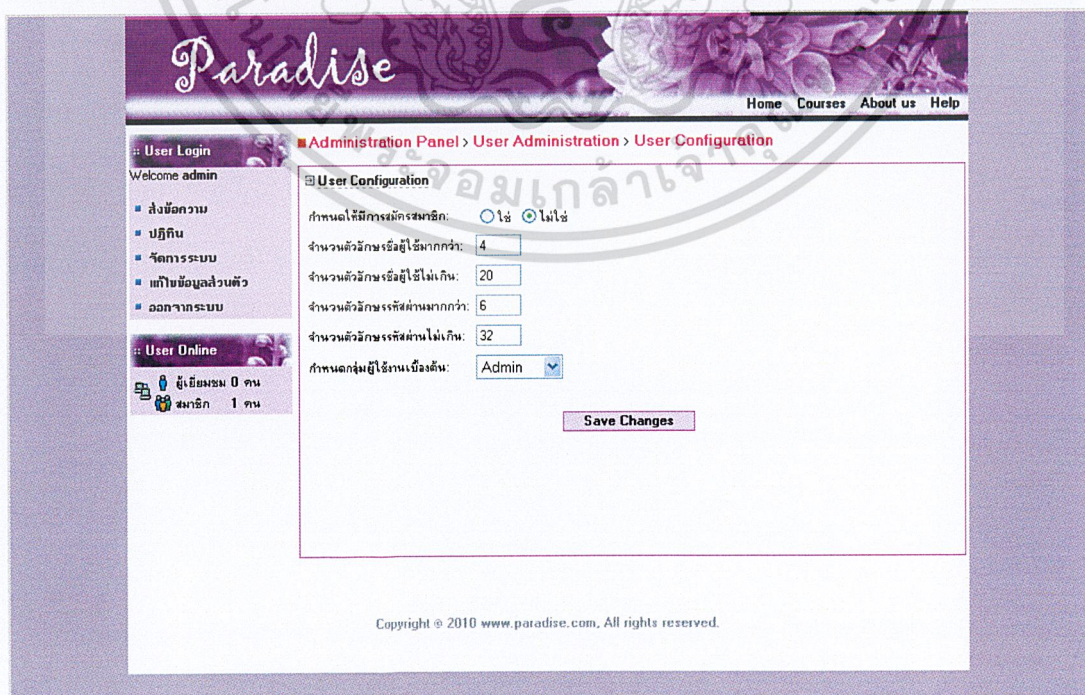 Paradise
Home Courses About us Help
:: User Login
Welcome admin
ส่งข้อความ
ปฏิทิน
จัดการระบบ
แก้ไขข้อมูลส่วนตัว
ออกจากระบบ
:: User Online
ผู้เยี่ยมชม 0 คน
สมาชิก 1 คน
Administration Panel > User Administration > User Configuration
User Configuration
กำหนดให้มีการสมัครสมาชิก: ใช่ ไม่ใช่
จำนวนตัวอักษรชื่อผู้ใช้มากกว่า: 4
จำนวนตัวอักษรชื่อผู้ใช้ไม่เกิน: 20
จำนวนตัวอักษรรหัสผ่านมากกว่า: 6
จำนวนตัวอักษรรหัสผ่านไม่เกิน: 32
กำหนดกลุ่มผู้ใช้งานเบื้องต้น: Admin
Save Changes
Copyright © 2010 www.paradise.com, All rights reserved.